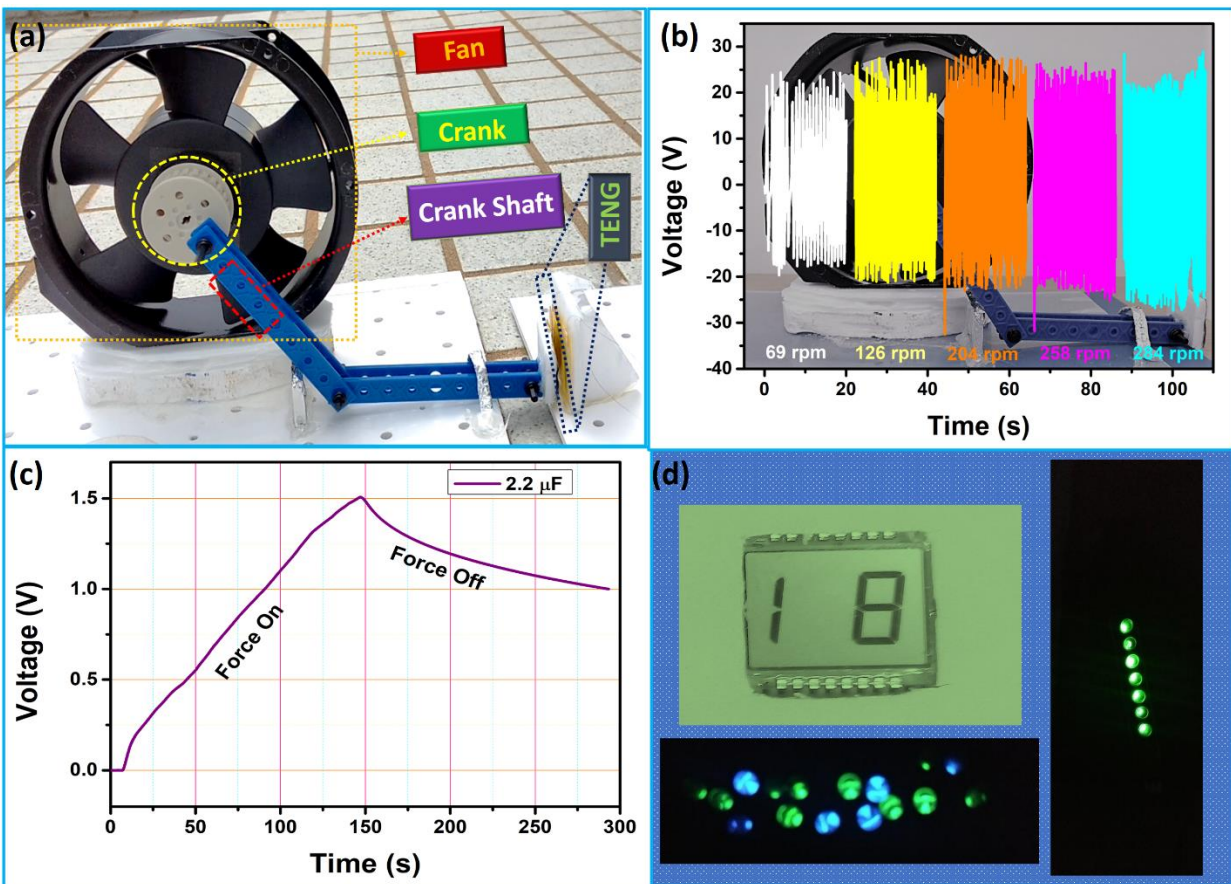 (a)
Fan
Crank
Crank Shaft
TENG
(b)
Voltage (V)
30
20
10
0
-10
-20
-30
-40
69 rpm 126 rpm 204 rpm 258 rpm 284 rpm
0 20 40 60 80 100
Time (s)
(c)
Voltage (V)
1.5
1.0
0.5
0.0
2.2 μF
Force On
Force Off
0 50 100 150 200 250 300
Time (s)
(d)
18